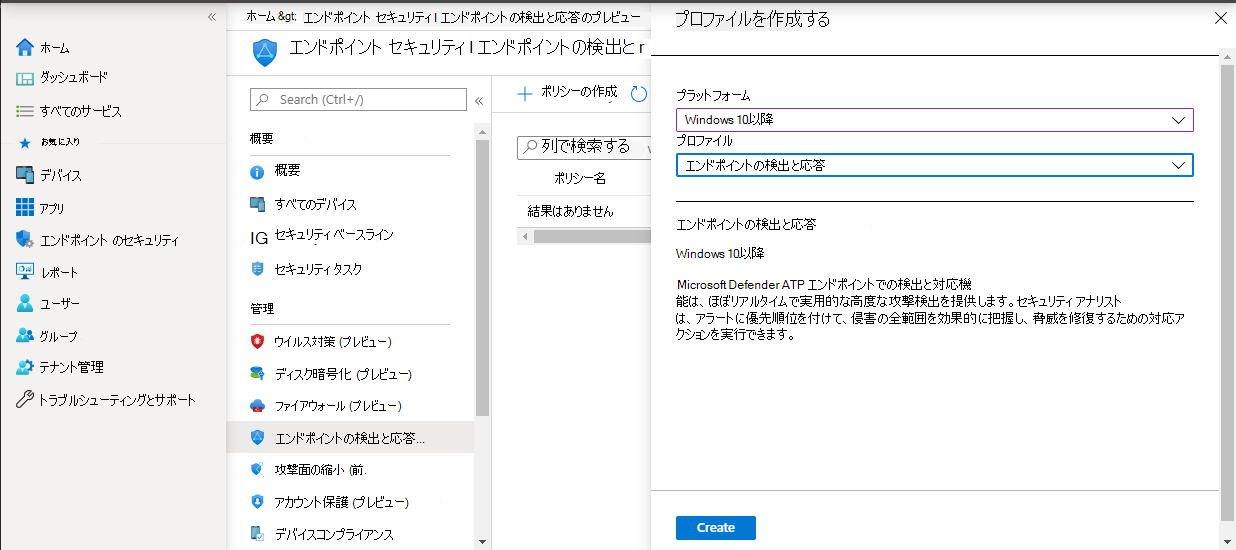 ホーム &gt; エンドポイント セキュリティ | エンドポイントの検出と応答のプレビュー
エンドポイント セキュリティ | エンドポイントの検出と r
«
ホーム
ダッシュボード
すべてのサービス
お気に入り
デバイス
アプリ
エンドポイント のセキュリティ
レポート
ユーザー
グループ
テナント管理
トラブルシューティングとサポート
Search (Ctrl+/)
«
概要
概要
すべてのデバイス
IG セキュリティ ベースライン
セキュリティ タスク
管理
ウイルス対策 (プレビュー)
ディスク暗号化 (プレビュー)
ファイアウォール (プレビュー)
エンドポイントの検出と応答...
攻撃面の縮小 (前.
アカウント保護 (プレビュー)
デバイスコンプライアンス
ポリシーの作成
列で検索する
ポリシー名
結果はありません
プロファイルを作成する
プラットフォーム
Windows 10以降
プロファイル
エンドポイントの検出と応答
エンドポイントの検出と応答
Windows 10以降
Microsoft Defender ATP エンドポイントでの検出と対応機
能は、ほぼリアルタイムで実用的な高度な攻撃検出を提供します。セキュリティ アナリスト
は、アラートに優先順位を付けて、侵害の全範囲を効果的に把握し、脅威を修復するための対応ア
クションを実行できます。
Create